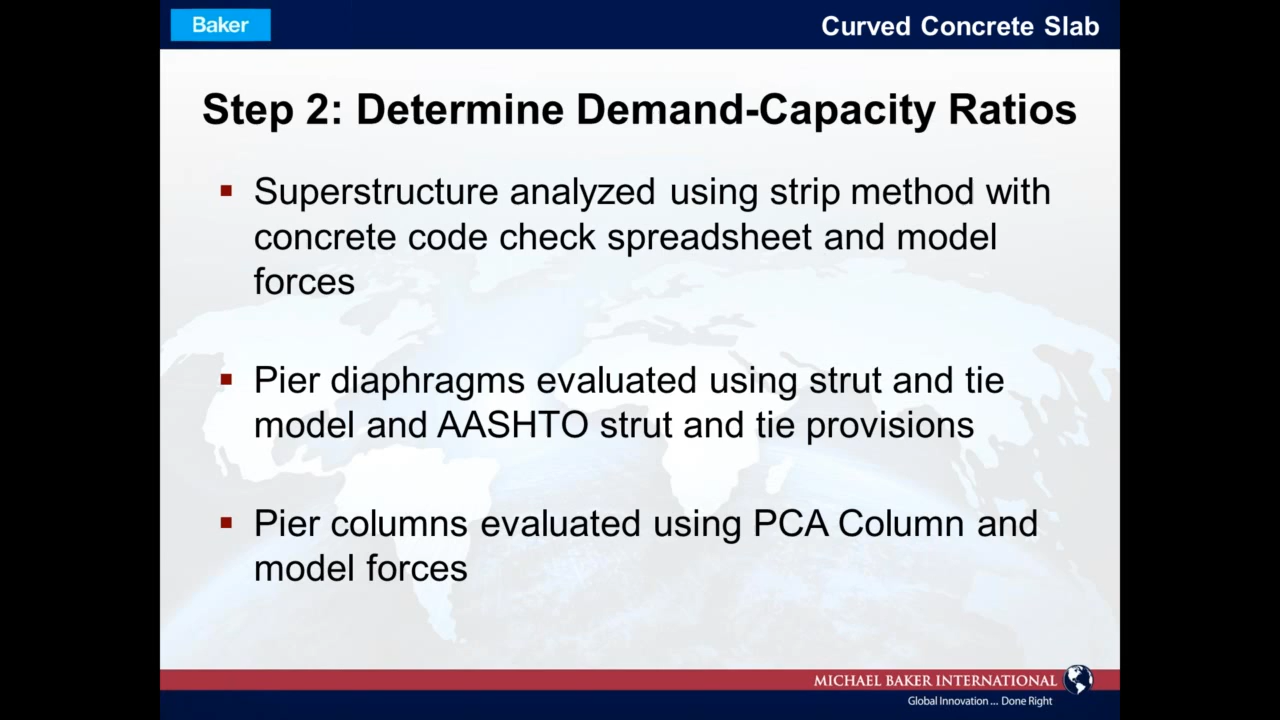 Baker
Curved Concrete Slab
Step 2: Determine Demand-Capacity Ratios
▪ Superstructure analyzed using strip method with
concrete code check spreadsheet and model
forces
▪ Pier diaphragms evaluated using strut and tie
model and AASHTO strut and tie provisions
▪ Pier columns evaluated using PCA Column and
model forces
MICHAEL BAKER INTERNATIONAL
Global Innovation... Done Right